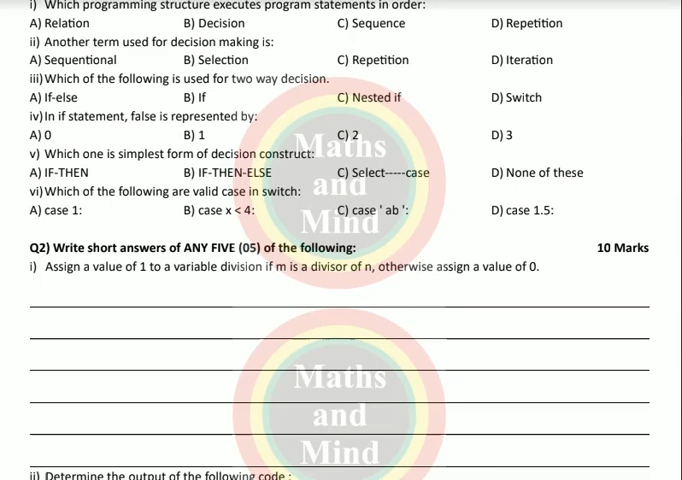 i) Which programming structure executes program statements in order:
A) Relation B) Decision C) Sequence D) Repetition
ii) Another term used for decision making is:
A) Sequentional B) Selection C) Repetition D) Iteration
iii) Which of the following is used for two way decision.
A) If-else B) If C) Nested if D) Switch
iv) In if statement, false is represented by:
A) 0 B) 1 C) 2 D) 3
v) Which one is simplest form of decision construct:
A) IF-THEN B) IF-THEN-ELSE C) Select-----case D) None of these
vi) Which of the following are valid case in switch:
A) case 1: B) case x < 4: C) case ' ab ': D) case 1.5:
Maths
and
Mind
Q2) Write short answers of ANY FIVE (05) of the following: 10 Marks
i) Assign a value of 1 to a variable division if m is a divisor of n, otherwise assign a value of 0.
Maths
and
Mind
ii) Determine the output of the following code :